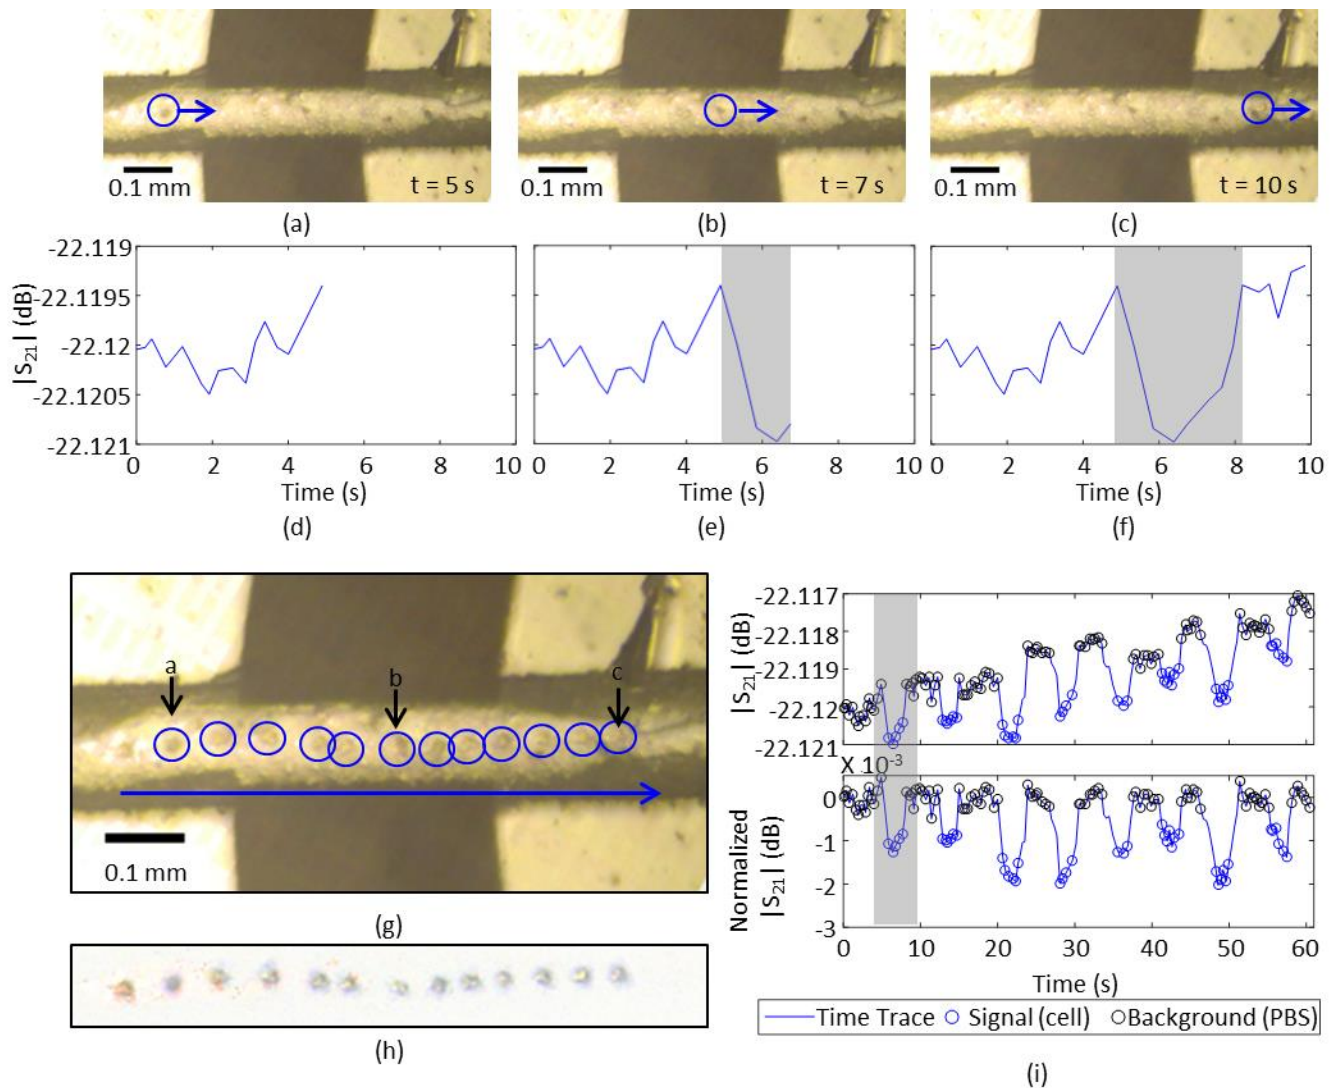 t = 5 s
0.1 mm
t = 7 s
0.1 mm
t = 10 s
0.1 mm
(a)
(b)
(c)
-22.119
-22.1195
-22.12
-22.1205
-22.121
|S21| (dB)
0 2 4 6 8 10
Time (s)
(d)
0 2 4 6 8 10
Time (s)
(e)
0 2 4 6 8 10
Time (s)
(f)
a
b
c
0.1 mm
(g)
(h)
-22.117
-22.118
-22.119
-22.120
-22.121
|S21| (dB)
X 10-3
0
-1
-2
-3
Normalized
|S21| (dB)
0 10 20 30 40 50 60
Time (s)
Time Trace Signal (cell) Background (PBS)
(i)